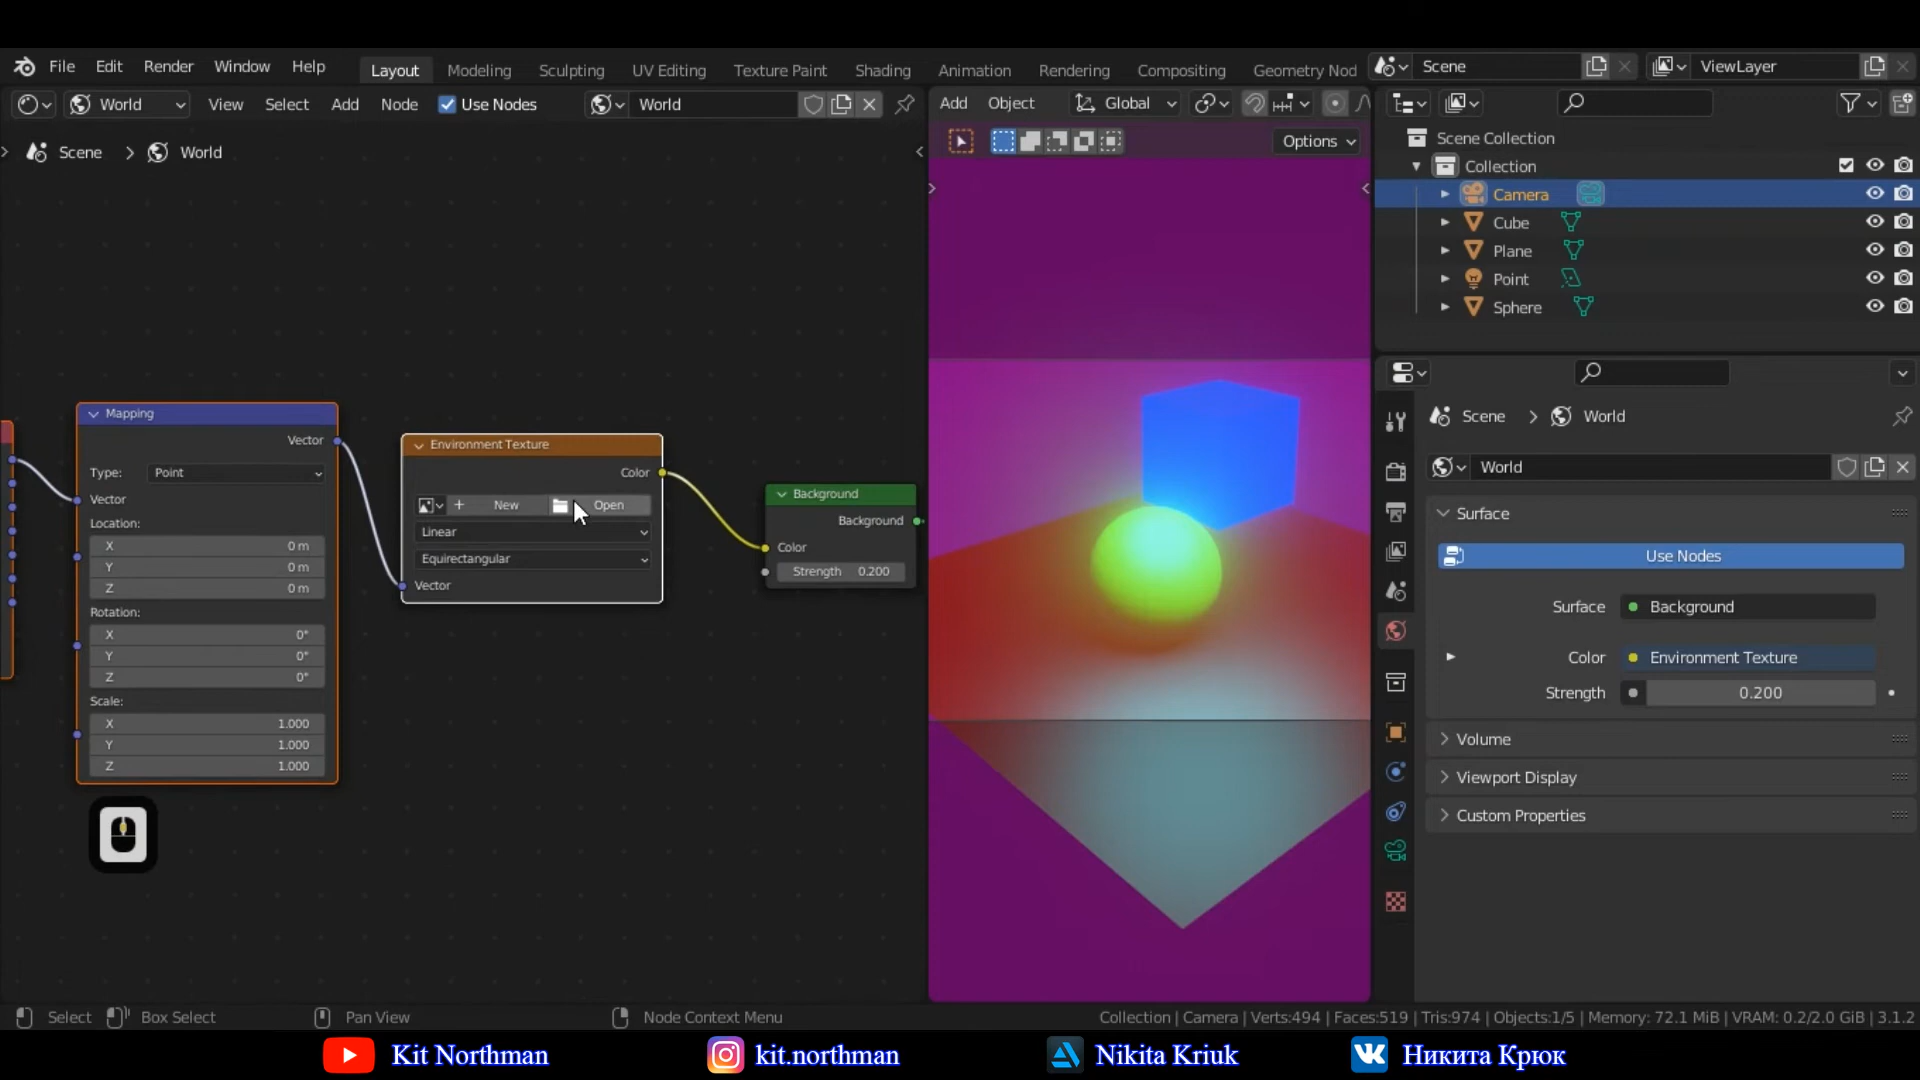 File Edit Render Window Help Layout Modeling Sculpting UV Editing Texture Paint Shading Animation Rendering Compositing Geometry Nod Scene ViewLayer
World View Select Add Node Use Nodes World Add Object Global
Options
Scene > World
Scene Collection
Collection
Camera
Cube
Plane
Point
Sphere
Mapping
Vector
Type: Point
Vector
Location:
X 0 m
Y 0 m
Z 0 m
Rotation:
X 0°
Y 0°
Z 0°
Scale:
X 1.000
Y 1.000
Z 1.000
Environment Texture
Color
New Open
Linear
Equirectangular
Vector
Background
Background
Color
Strength 0.200
Scene > World
World
Surface
Use Nodes
Surface Background
Color Environment Texture
Strength 0.200
Volume
Viewport Display
Custom Properties
Select Box Select Pan View Node Context Menu Collection | Camera | Verts:494 | Faces:519 | Tris:974 | Objects:1/5 | Memory: 72.1 MiB | VRAM: 0.2/2.0 GiB | 3.1.2
Kit Northman kit.northman Nikita Kriuk Никита Крюк